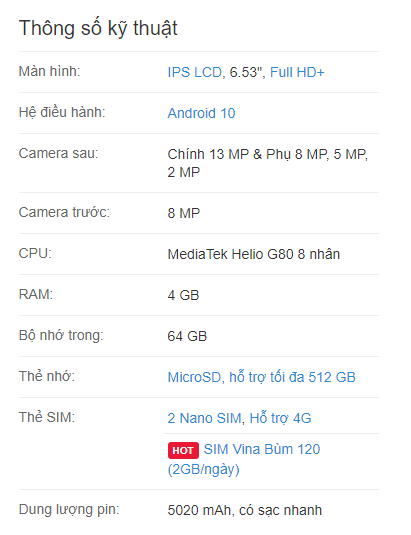 Thông số kỹ thuật
Màn hình: IPS LCD, 6.53", Full HD+
Hệ điều hành: Android 10
Camera sau: Chính 13 MP & Phụ 8 MP, 5 MP,
2 MP
Camera trước: 8 MP
CPU: MediaTek Helio G80 8 nhân
RAM: 4 GB
Bộ nhớ trong: 64 GB
Thẻ nhớ: MicroSD, hỗ trợ tối đa 512 GB
Thẻ SIM: 2 Nano SIM, Hỗ trợ 4G
HOT SIM Vina Bùm 120
(2GB/ngày)
Dung lượng pin: 5020 mAh, có sạc nhanh